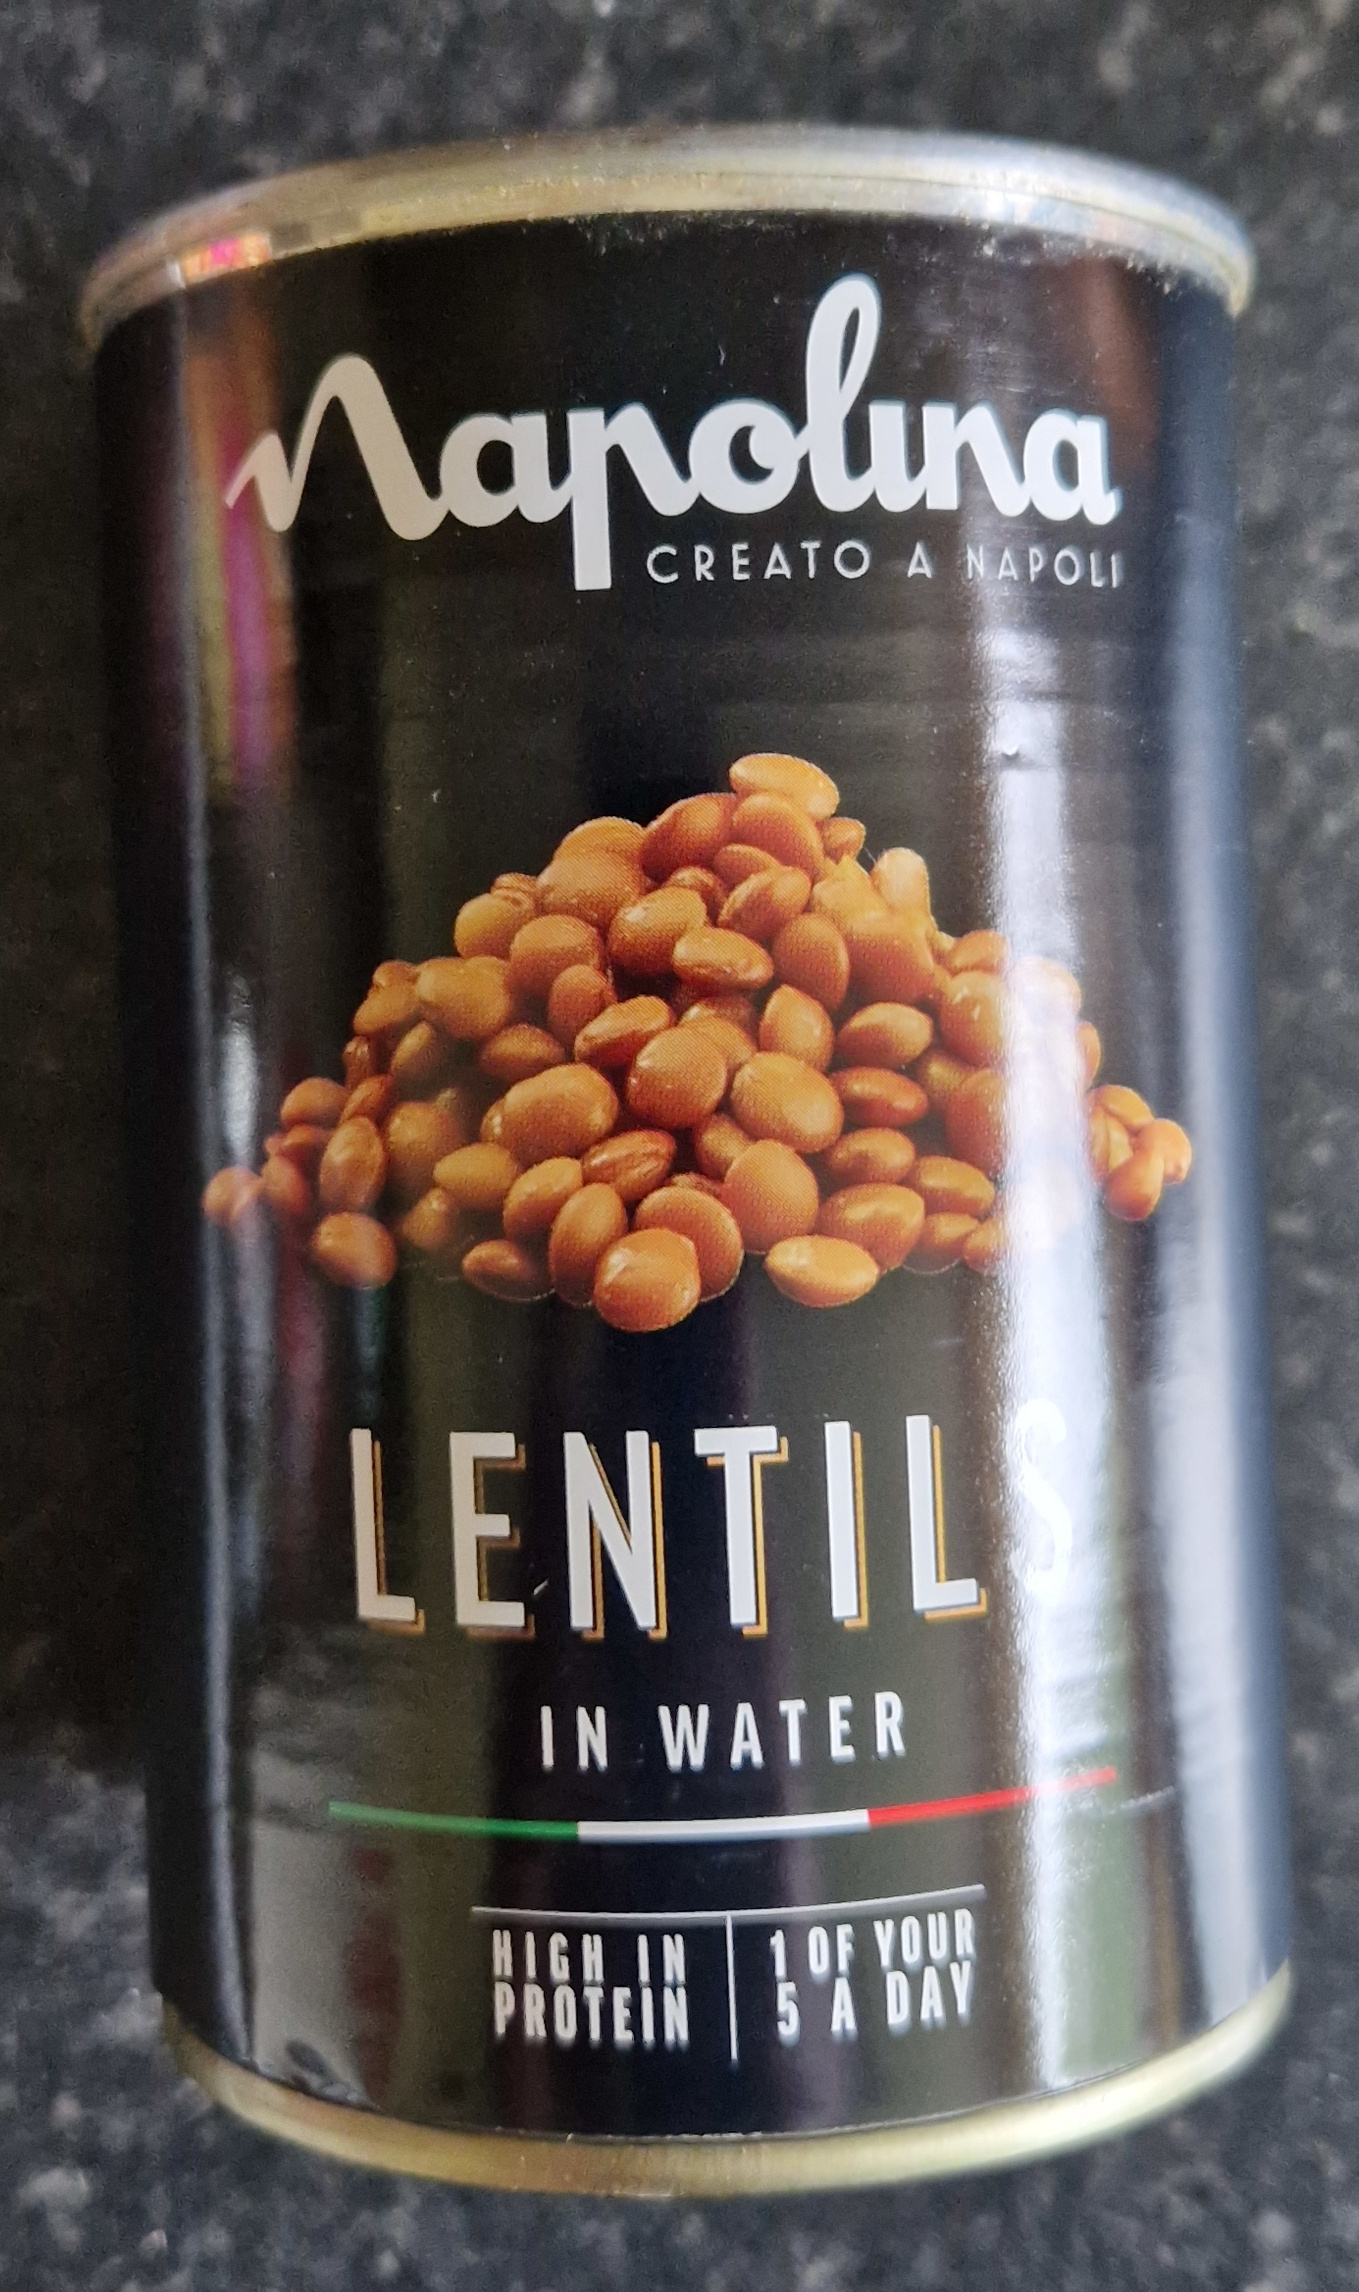 Napolina
CREATO A NAPOLI
LENTILS
IN WATER
HIGH IN
PROTEIN
1 OF YOUR
5 A DAY